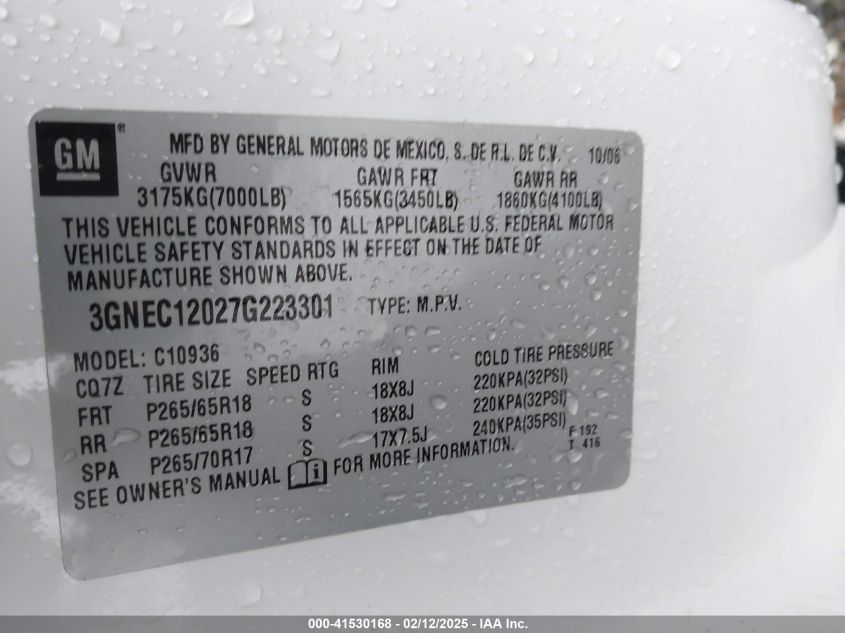 GM ®
MFD BY GENERAL MOTORS DE MEXICO, S. DE R.L. DE C.V. 10/06
GVWR GAWR FRT GAWR RR
3175KG(7000LB) 1565KG(3450LB) 1860KG(4100LB)
THIS VEHICLE CONFORMS TO ALL APPLICABLE U.S. FEDERAL MOTOR
VEHICLE SAFETY STANDARDS IN EFFECT ON THE DATE OF
MANUFACTURE SHOWN ABOVE.
3GNEC12027G223301 TYPE: M.P.V.
MODEL: C10936
CQ7Z TIRE SIZE SPEED RTG RIM COLD TIRE PRESSURE
FRT P265/65R18 S 18X8J 220KPA(32PSI)
RR P265/65R18 S 18X8J 220KPA(32PSI)
SPA P265/70R17 S 17X7.5J 240KPA(35PSI) F 192
SEE OWNER'S MANUAL i FOR MORE INFORMATION. T 416
000-41530168 - 02/12/2025 - IAA Inc.